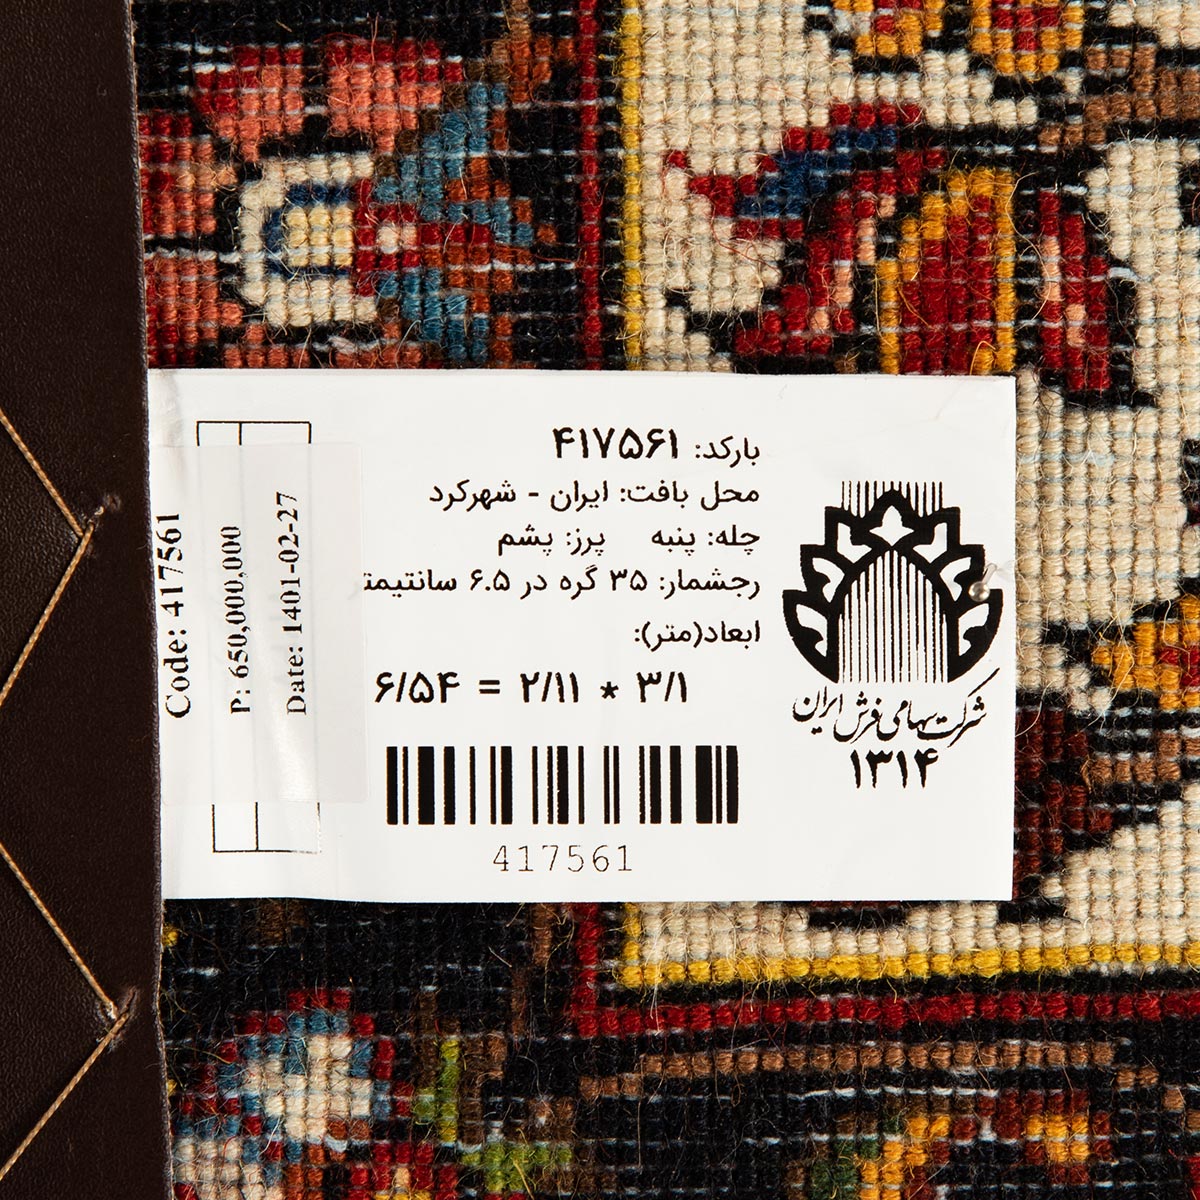 بارکد: ۴۱۷۵۶۱
محل بافت: ایران - شهرکرد
چله: پنبه پرز: پشم
رجشمار: ۳۵ گره در ۶.۵ سانتیمت
ابعاد(متر):
۳/۱ * ۲/۱۱ = ۶/۵۴
417561
شرکت سهامی فرش ایران
۱۳۱۴
Code: 417561
P: 650,000,000
Date: 1401-02-27